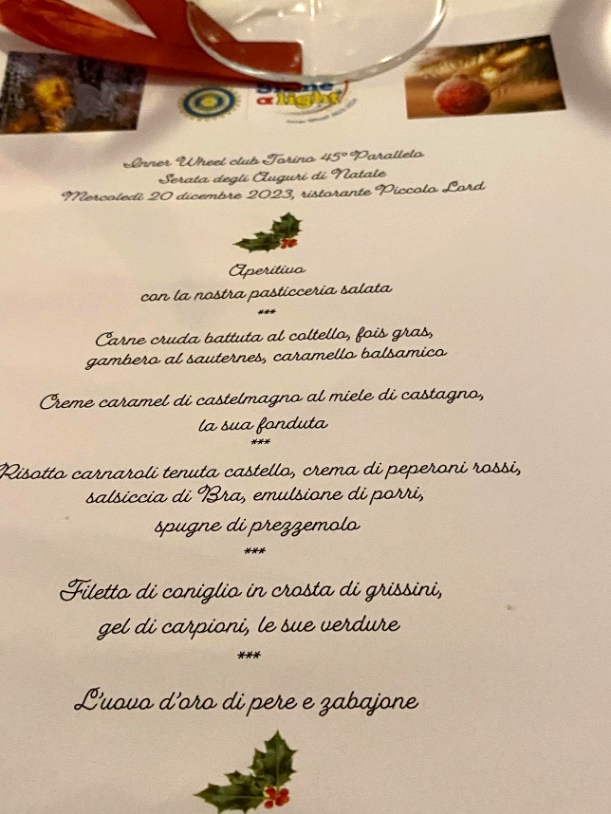 Shine
a light
Inner Wheel club Torino 45° Parallelo
Serata degli Auguri di Natale
Mercoledì 20 dicembre 2023, ristorante Piccolo Lord
Aperitivo
con la nostra pasticceria salata
***
Carne cruda battuta al coltello, fois gras,
gambero al sauternes, caramello balsamico
Creme caramel di castelmagno al miele di castagno,
la sua fonduta
***
Risotto carnaroli tenuta castello, crema di peperoni rossi,
salsiccia di Bra, emulsione di porri,
spugne di prezzemolo
***
Filetto di coniglio in crosta di grissini,
gel di carpioni, le sue verdure
***
L'uovo d'oro di pere e zabajone